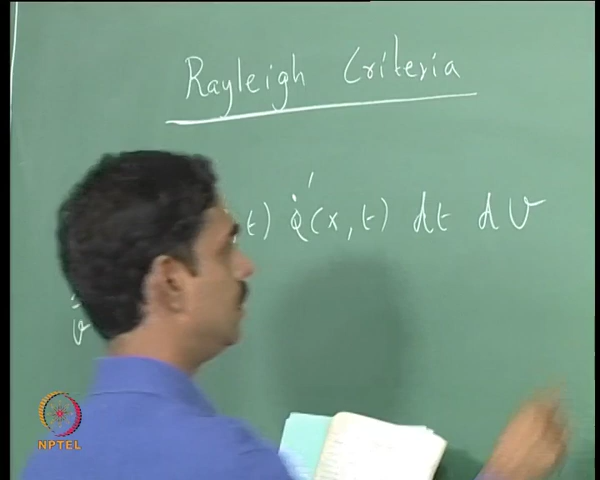 Rayleigh Criteria
, t) Q̇'(x, t) dt dV
V
NPTEL